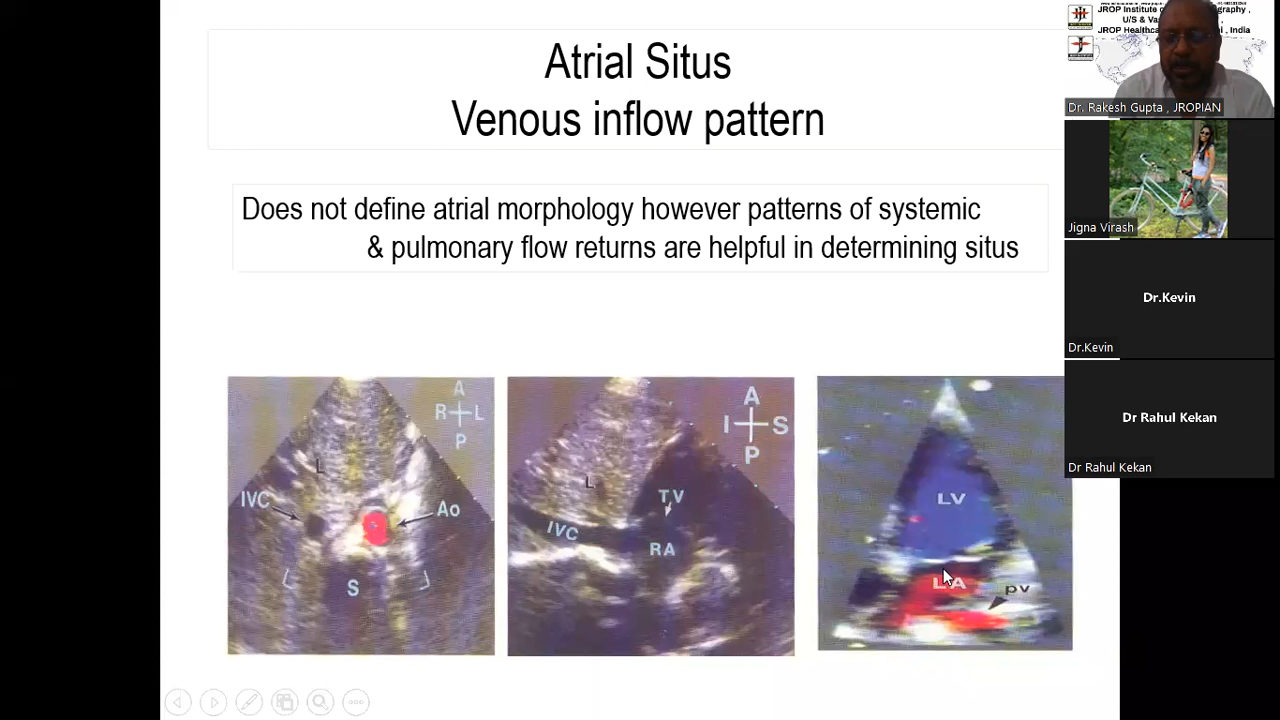 Atrial Situs
Venous inflow pattern
Does not define atrial morphology however patterns of systemic
& pulmonary flow returns are helpful in determining situs
A
R L
P
L
IVC
Ao
S
A
I S
P
L
TV
IVC
RA
LV
LA
pv
JROP Institute
graphy ,
U/S & Va
JROP Healthca
, India
Dr. Rakesh Gupta , JROPIAN
Jigna Virash
Dr.Kevin
Dr.Kevin
Dr Rahul Kekan
Dr Rahul Kekan